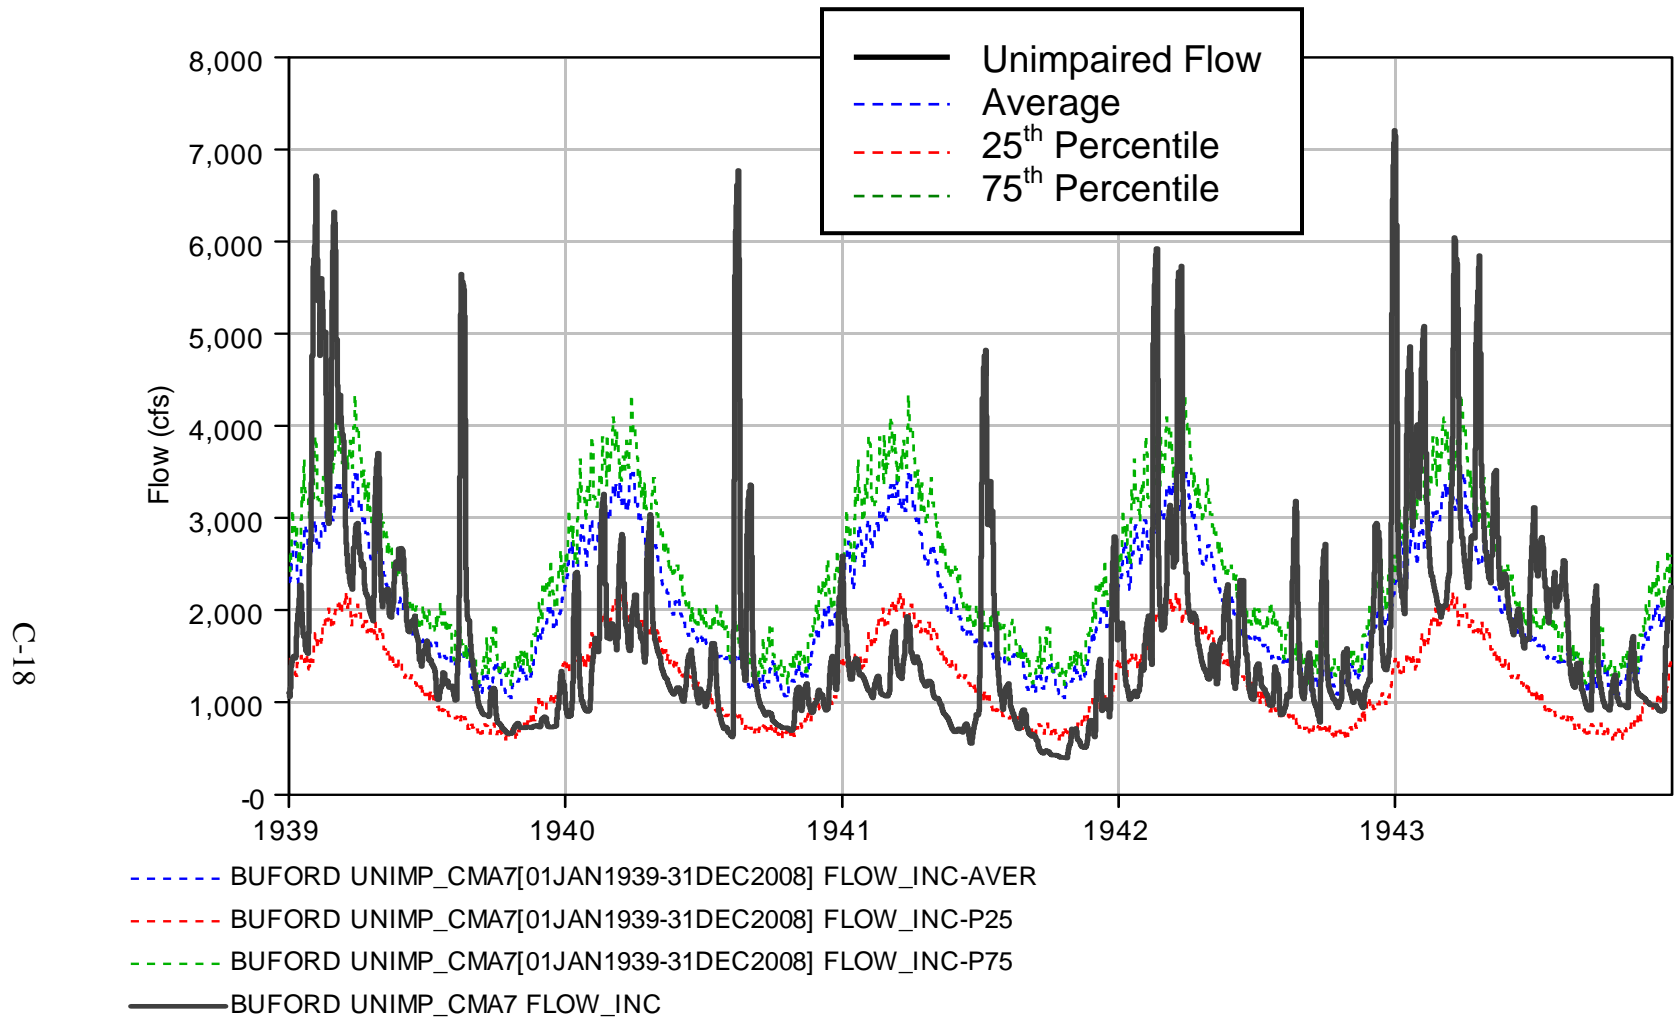 Unimpaired Flow
Average
25th Percentile
75th Percentile
8,000
7,000
6,000
5,000
4,000
3,000
2,000
1,000
-0
Flow (cfs)
1939 1940 1941 1942 1943
BUFORD UNIMP_CMA7[01JAN1939-31DEC2008] FLOW_INC-AVER
BUFORD UNIMP_CMA7[01JAN1939-31DEC2008] FLOW_INC-P25
BUFORD UNIMP_CMA7[01JAN1939-31DEC2008] FLOW_INC-P75
BUFORD UNIMP_CMA7 FLOW_INC
C-18